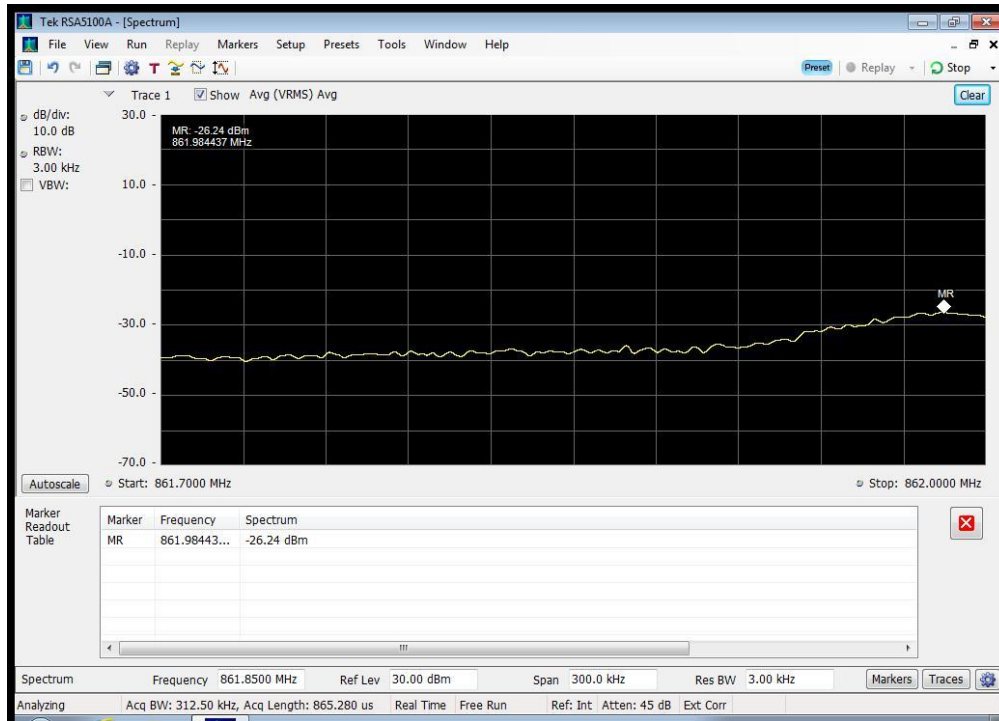 Tek RSA5100A - [Spectrum]
File View Run Replay Markers Setup Presets Tools Window Help
Preset Replay Stop
Trace 1 Show Avg (VRMS) Avg Clear
dB/div:
10.0 dB
RBW:
3.00 kHz
VBW:
30.0
MR: -26.24 dBm
861.984437 MHz
10.0
-10.0
MR
-30.0
-50.0
-70.0
Autoscale Start: 861.7000 MHz Stop: 862.0000 MHz
Marker Readout Table
Marker Frequency Spectrum
MR 861.98443... -26.24 dBm
Spectrum Frequency 861.8500 MHz Ref Lev 30.00 dBm Span 300.0 kHz Res BW 3.00 kHz Markers Traces
Analyzing Acq BW: 312.50 kHz, Acq Length: 865.280 us Real Time Free Run Ref: Int Atten: 45 dB Ext Corr